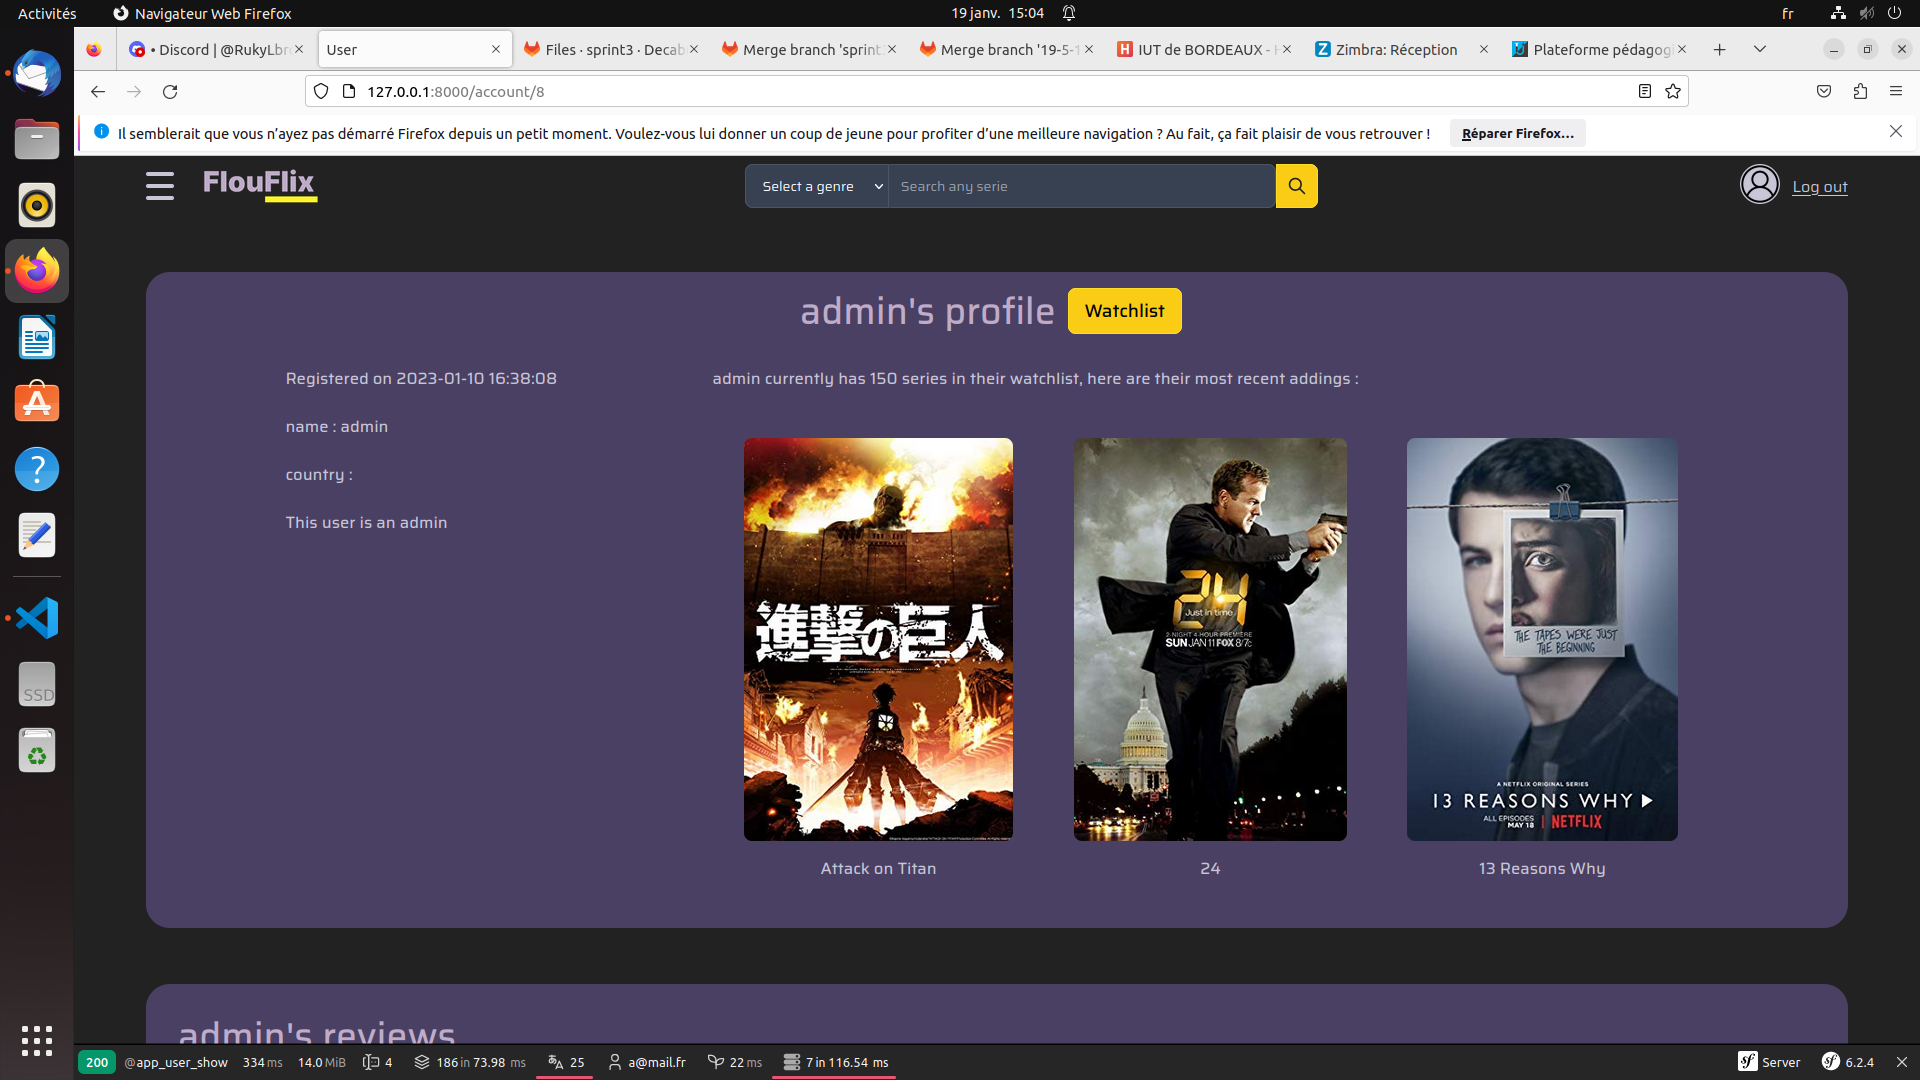 Activités
Navigateur Web Firefox
19 janv. 15:04
fr
• Discord | @RukyLbr
User
Files · sprint3 · Decab
Merge branch 'sprint
Merge branch '19-5-1
IUT de BORDEAUX -
Zimbra: Réception
Plateforme pédagogi
127.0.0.1:8000/account/8
Il semblerait que vous n’ayez pas démarré Firefox depuis un petit moment. Voulez-vous lui donner un coup de jeune pour profiter d’une meilleure navigation ? Au fait, ça fait plaisir de vous retrouver !
Réparer Firefox…
FlouFlix
Select a genre
Search any serie
Log out
admin's profile
Watchlist
Registered on 2023-01-10 16:38:08
admin currently has 150 series in their watchlist, here are their most recent addings :
name : admin
country :
This user is an admin
進撃の巨人
24
Just in time
2-NIGHT 4-HOUR PREMIERE
SUN JAN 11 FOX 8/7c
THE TAPES WERE JUST
THE BEGINNING
A NETFLIX ORIGINAL SERIES
13 REASONS WHY
ALL EPISODES
MAY 18 | NETFLIX
Attack on Titan
24
13 Reasons Why
admin's reviews
SSD
200
@app_user_show
334 ms
14.0 MiB
4
186 in 73.98 ms
25
a@mail.fr
22 ms
7 in 116.54 ms
Server
6.2.4